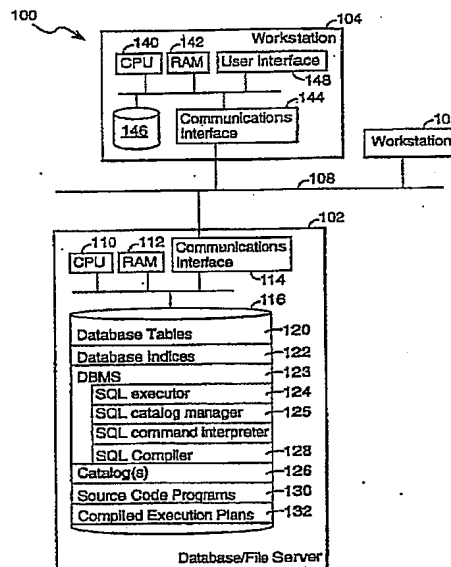 100
104
140
142
Workstation
CPU
RAM
User Interface
148
144
146
Communications
Interface
Workstation
108
102
110
112
Communications
CPU
RAM
Interface
114
116
Database Tables
120
Database Indices
122
DBMS
123
SQL executor
124
SQL catalog manager
125
SQL command interpreter
SQL Compiler
128
Catalog(s)
126
Source Code Programs
130
Compiled Execution Plans
132
Database/File Server